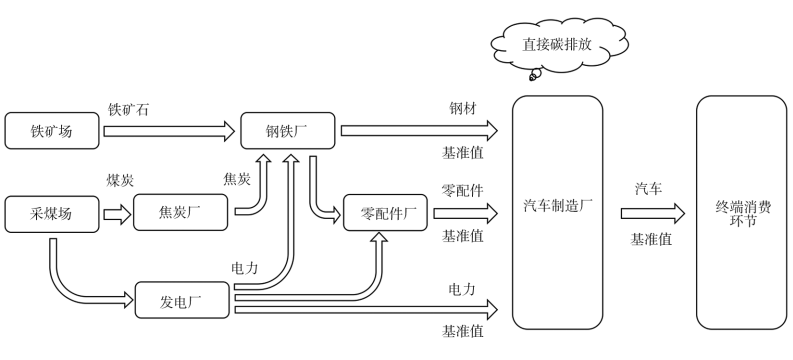 直接碳排放
铁矿石
钢材
铁矿场
钢铁厂
基准值
煤炭
焦炭
零配件
汽车
采煤场
焦炭厂
零配件厂
汽车制造厂
终端消费
环节
基准值
基准值
电力
电力
发电厂
基准值